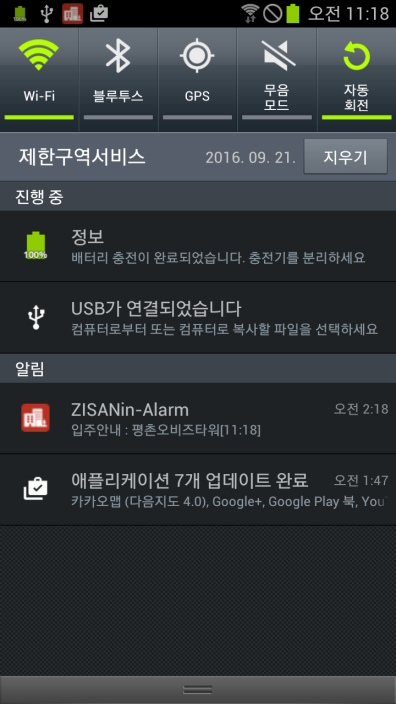 오전 11:18
Wi-Fi
블루투스
GPS
무음
모드
자동
회전
제한구역서비스 2016. 09. 21. 지우기
진행 중
정보
100%
배터리 충전이 완료되었습니다. 충전기를 분리하세요
USB가 연결되었습니다
컴퓨터로부터 또는 컴퓨터로 복사할 파일을 선택하세요
알림
ZISANin-Alarm 오전 2:18
입주안내 : 평촌오비즈타워[11:18]
애플리케이션 7개 업데이트 완료 오전 1:47
카카오맵 (다음지도 4.0), Google+, Google Play 북, You